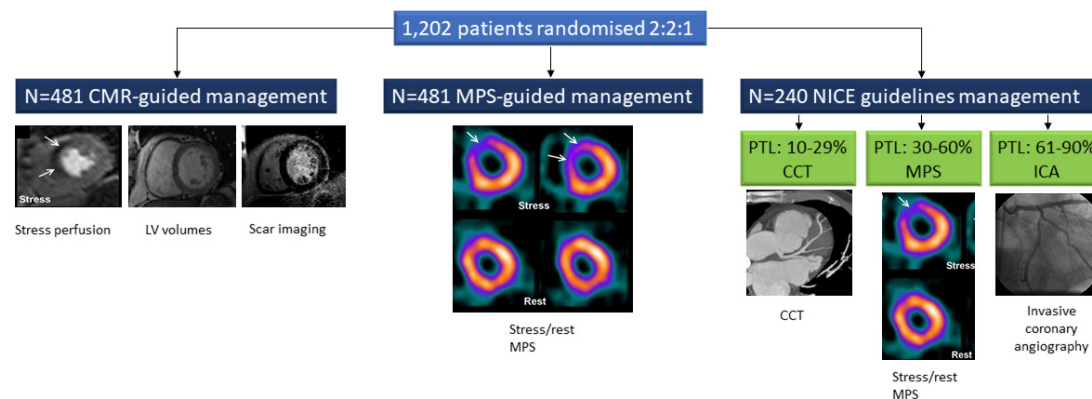 1,202 patients randomised 2:2:1
N=481 CMR-guided management
N=481 MPS-guided management
N=240 NICE guidelines management
PTL: 10-29%
CCT
PTL: 30-60%
MPS
PTL: 61-90%
ICA
Stress
Stress perfusion
LV volumes
Scar imaging
Stress
Rest
Stress/rest
MPS
CCT
Stress
Rest
Stress/rest
MPS
Invasive
coronary
angiography